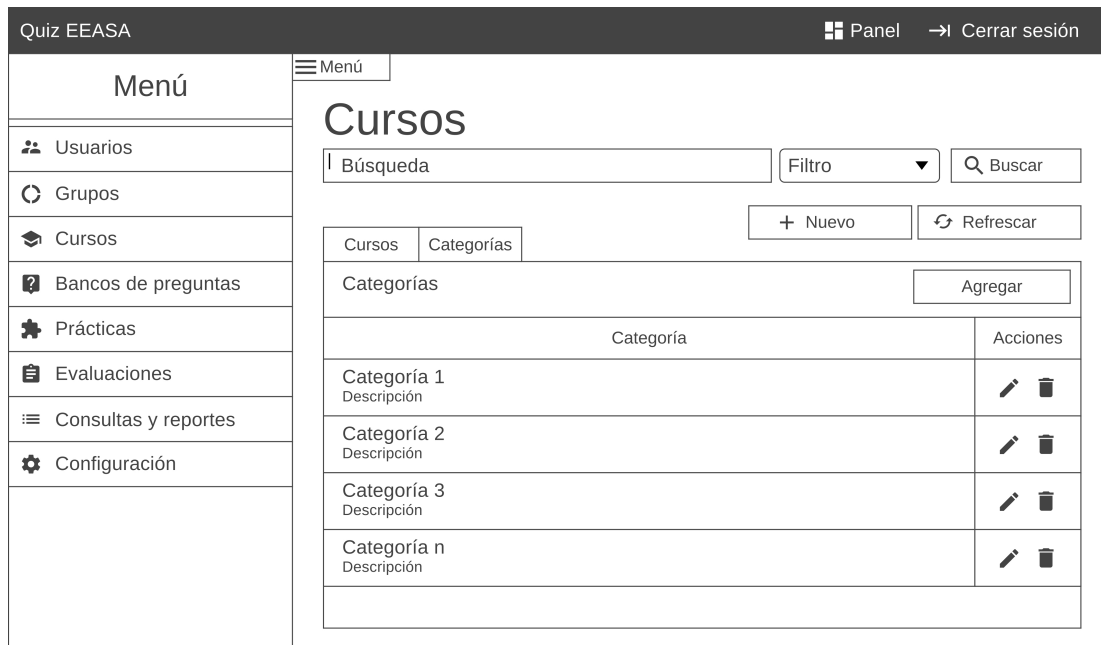 Quiz EEASA
Panel
Cerrar sesión
Menú
Usuarios
Grupos
Cursos
Bancos de preguntas
Prácticas
Evaluaciones
Consultas y reportes
Configuración
Menú
Cursos
Búsqueda
Filtro
Buscar
Nuevo
Refrescar
Cursos
Categorías
Categorías
Agregar
Categoría
Acciones
Categoría 1
Descripción
Categoría 2
Descripción
Categoría 3
Descripción
Categoría n
Descripción